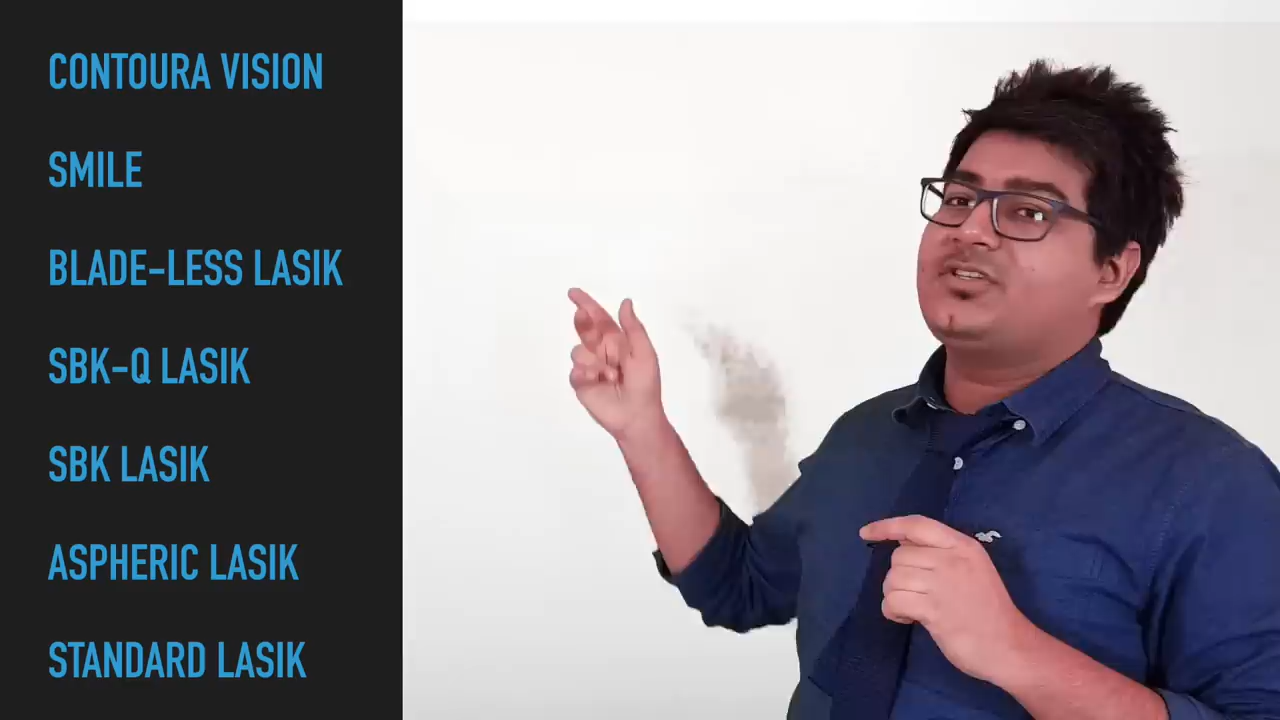 CONTOURA VISION
SMILE
BLADE-LESS LASIK
SBK-Q LASIK
SBK LASIK
ASPHERIC LASIK
STANDARD LASIK